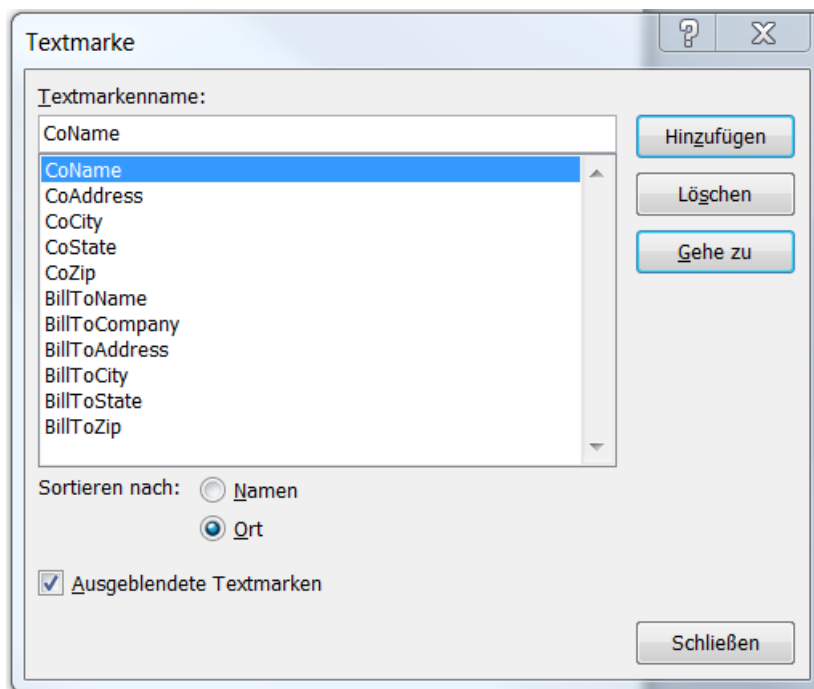 Textmarke
Textmarkenname:
CoName
Hinzufügen
CoName
CoAddress
CoCity
CoState
CoZip
BillToName
BillToCompany
BillToAddress
BillToCity
BillToState
BillToZip
Löschen
Gehe zu
Sortieren nach:
Namen
Ort
Ausgeblendete Textmarken
Schließen